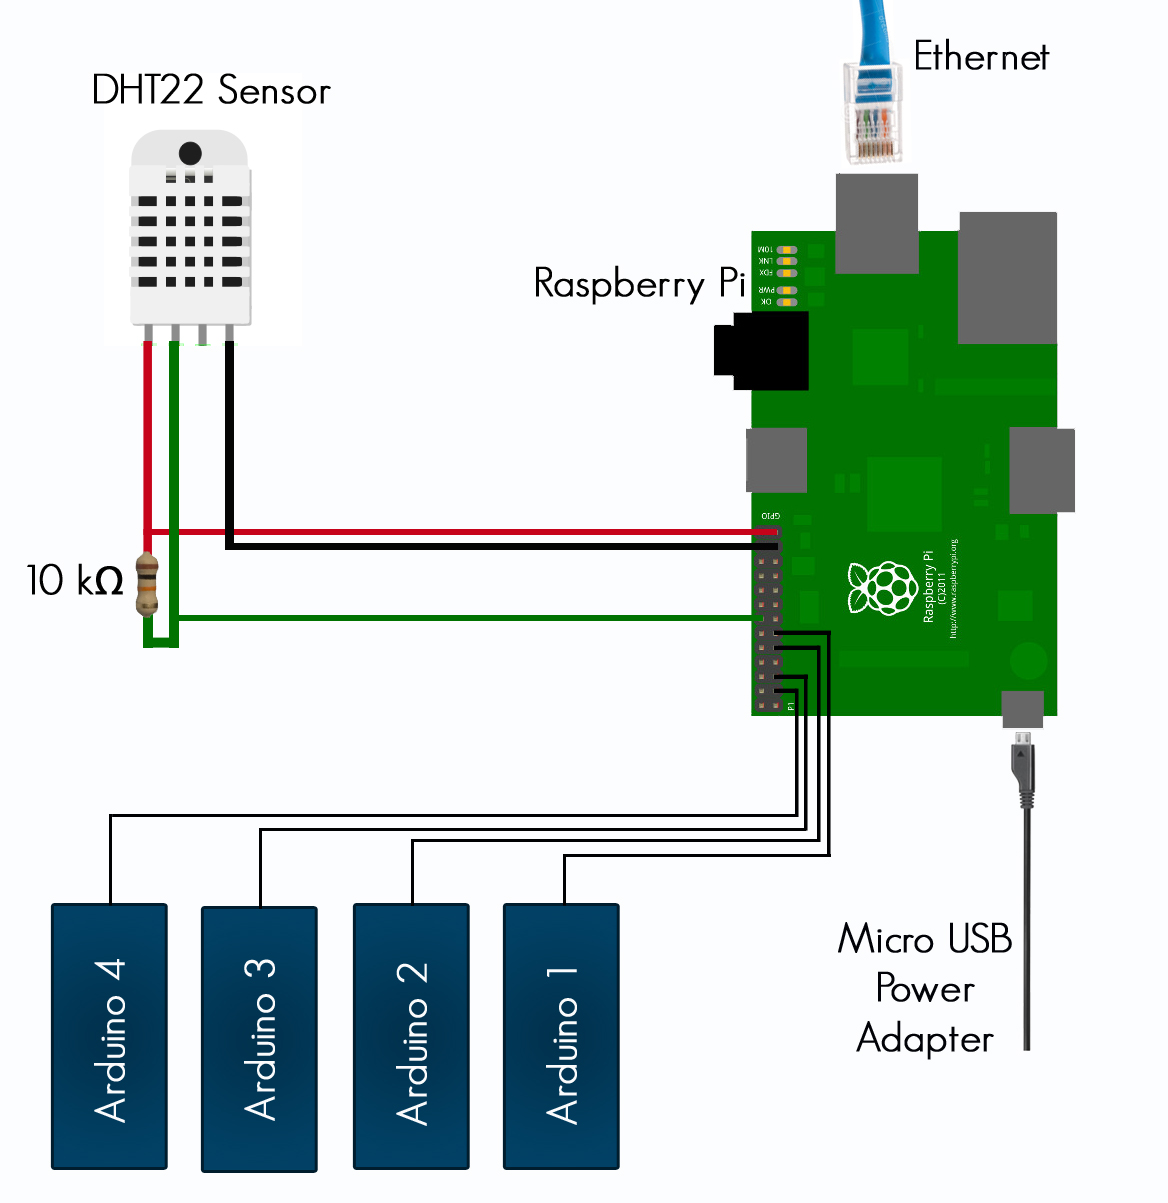 Ethernet
DHT22 Sensor
10M
LNK
FDX
PWR
OK
Raspberry Pi
GPIO
10 kΩ
Raspberry Pi
(C)2011
http://www.raspberrypi.org
P1
Micro USB
Power
Adapter
Arduino 4
Arduino 3
Arduino 2
Arduino 1